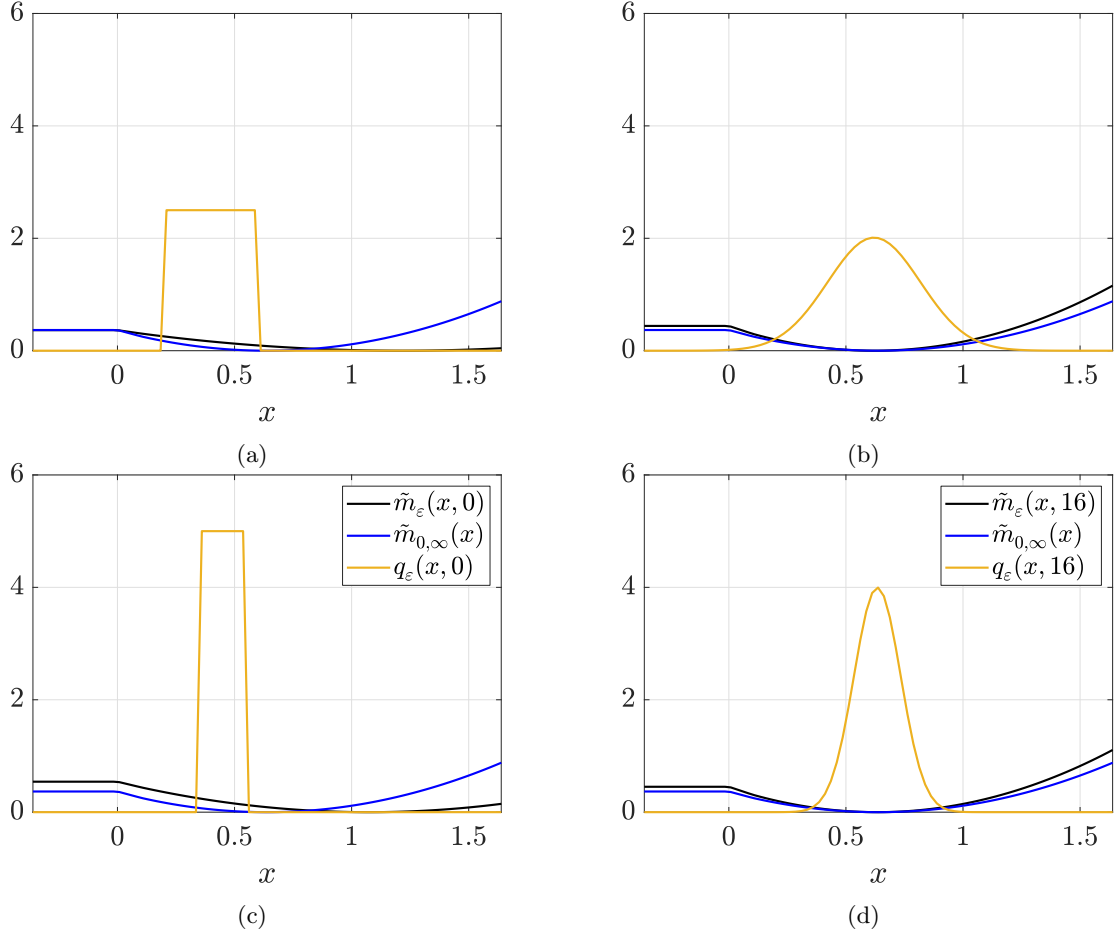 6
4
2
0
0
0.5
1
1.5
x
(a)
6
4
2
0
0
0.5
1
1.5
x
(b)
6
4
2
0
0
0.5
1
1.5
x
m̃_ε(x, 0)
m̃_{0,∞}(x)
q_ε(x, 0)
(c)
6
4
2
0
0
0.5
1
1.5
x
m̃_ε(x, 16)
m̃_{0,∞}(x)
q_ε(x, 16)
(d)